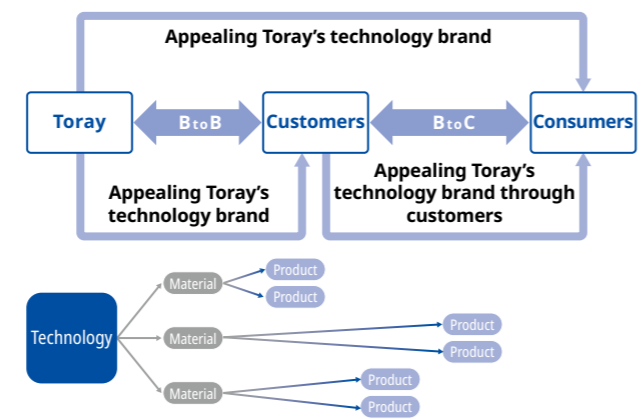 Appealing Toray's technology brand
Toray
BtoB
Customers
BtoC
Consumers
Appealing Toray's
technology brand
Appealing Toray's
technology brand through
customers
Technology
Material
Product
Product
Material
Product
Product
Material
Product
Product